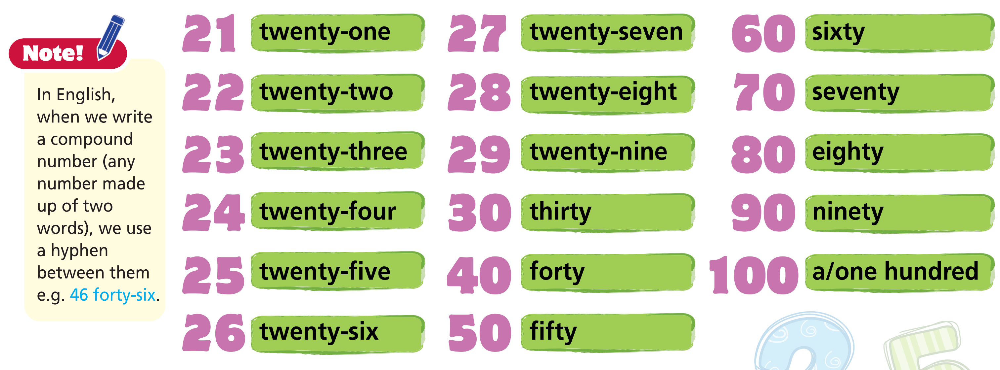 Note!
In English,
when we write
a compound
number (any
number made
up of two
words), we use
a hyphen
between them
e.g. 46 forty-six.
21 twenty-one
22 twenty-two
23 twenty-three
24 twenty-four
25 twenty-five
26 twenty-six
27 twenty-seven
28 twenty-eight
29 twenty-nine
30 thirty
40 forty
50 fifty
60 sixty
70 seventy
80 eighty
90 ninety
100 a/one hundred
2 5